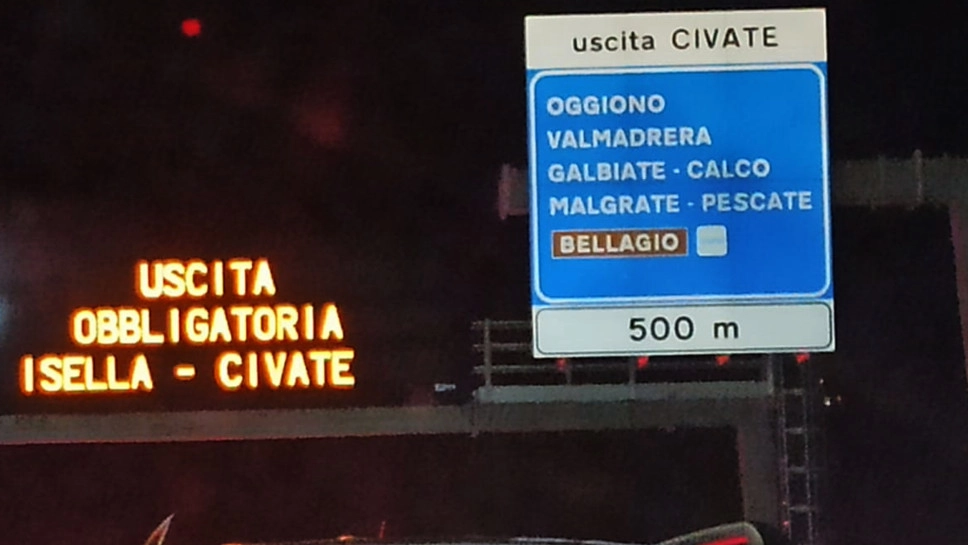 uscita CIVATE
OGGIONO
VALMADRERA
GALBIATE - CALCO
MALGRATE - PESCATE
BELLAGIO
500 m
USCITA
OBBLIGATORIA
ISELLA - CIVATE